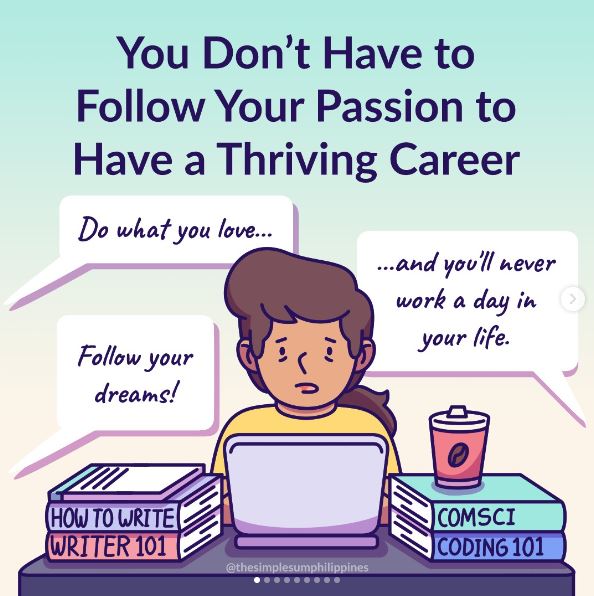 You Don't Have to
Follow Your Passion to
Have a Thriving Career
Do what you love...
...and you'll never
work a day in
your life.
Follow your
dreams!
HOW TO WRITE
WRITER 101
COMSCI
CODING 101
@thesimplesumphilippines